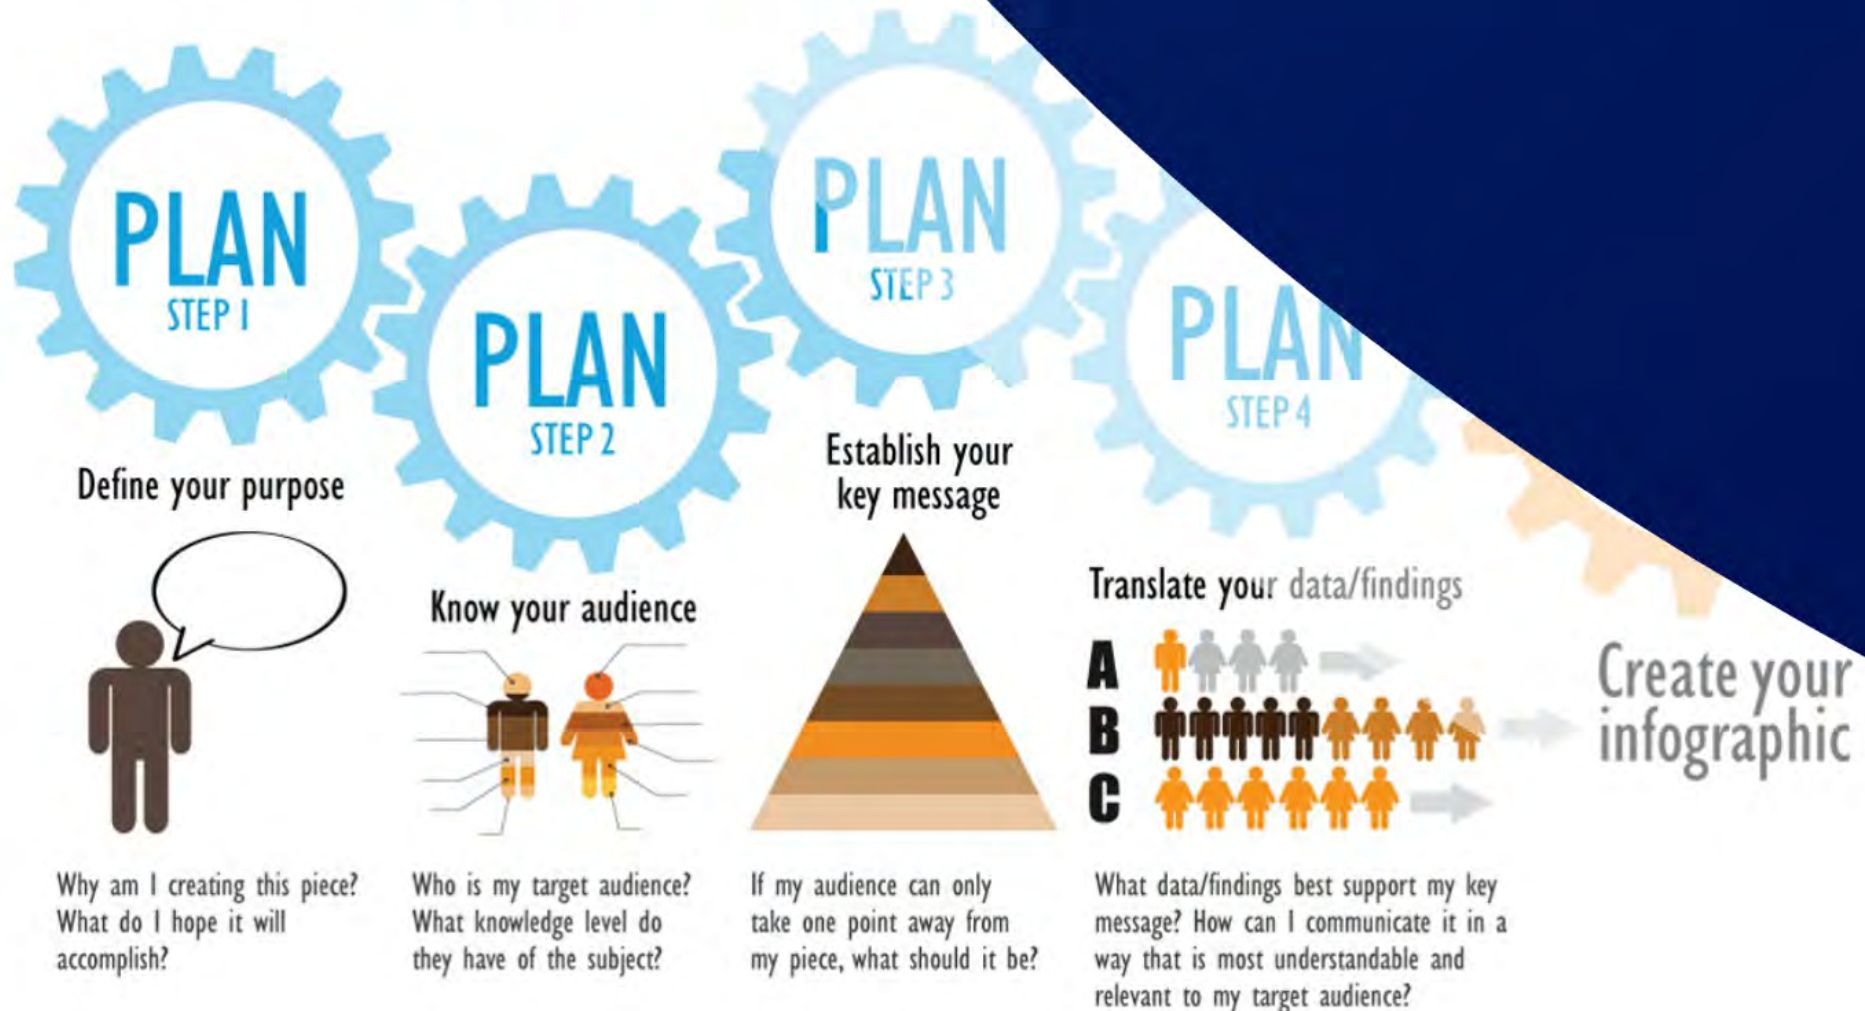 PLAN
STEP 1
Define your purpose
Why am I creating this piece?
What do I hope it will
accomplish?
PLAN
STEP 2
Know your audience
Who is my target audience?
What knowledge level do
they have of the subject?
PLAN
STEP 3
Establish your
key message
If my audience can only
take one point away from
my piece, what should it be?
PLAN
STEP 4
Translate your data/findings
A
B
C
What data/findings best support my key
message? How can I communicate it in a
way that is most understandable and
relevant to my target audience?
Create your
infographic